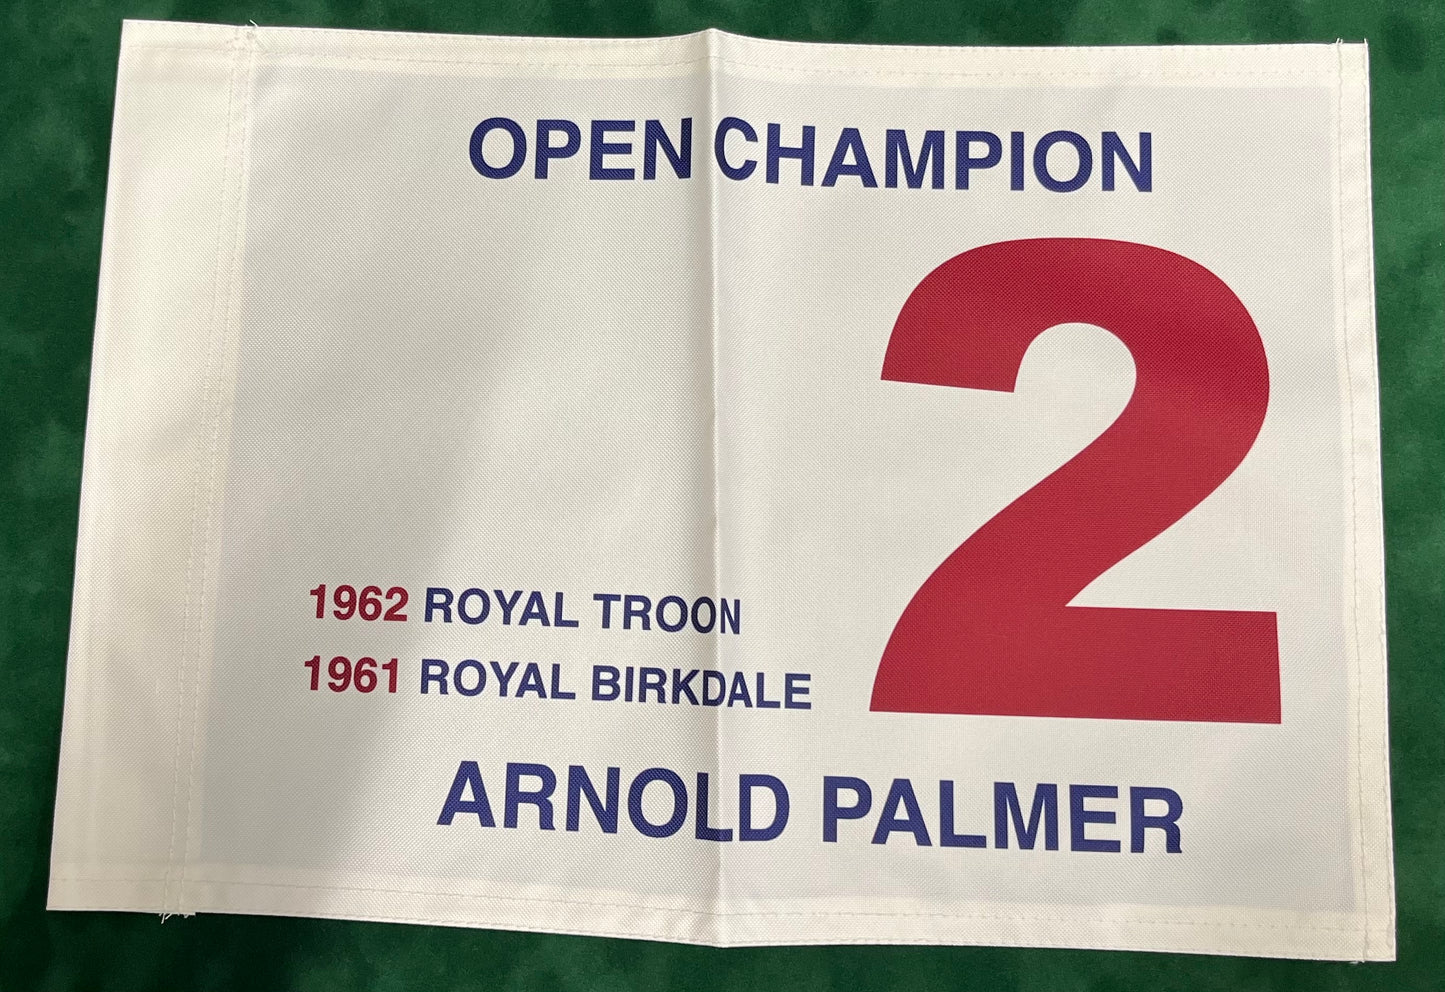 OPEN CHAMPION
2
1962 ROYAL TROON
1961 ROYAL BIRKDALE
ARNOLD PALMER